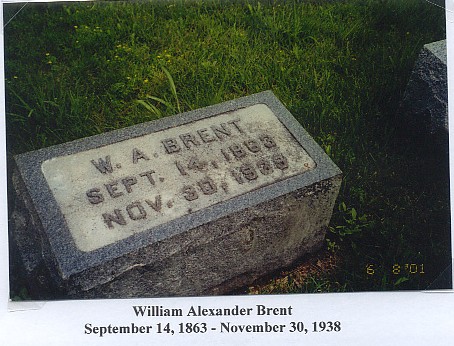 W. A. BRENT
SEPT. 14, 1863
NOV. 30, 1938
6 8 '01
William Alexander Brent
September 14, 1863 - November 30, 1938